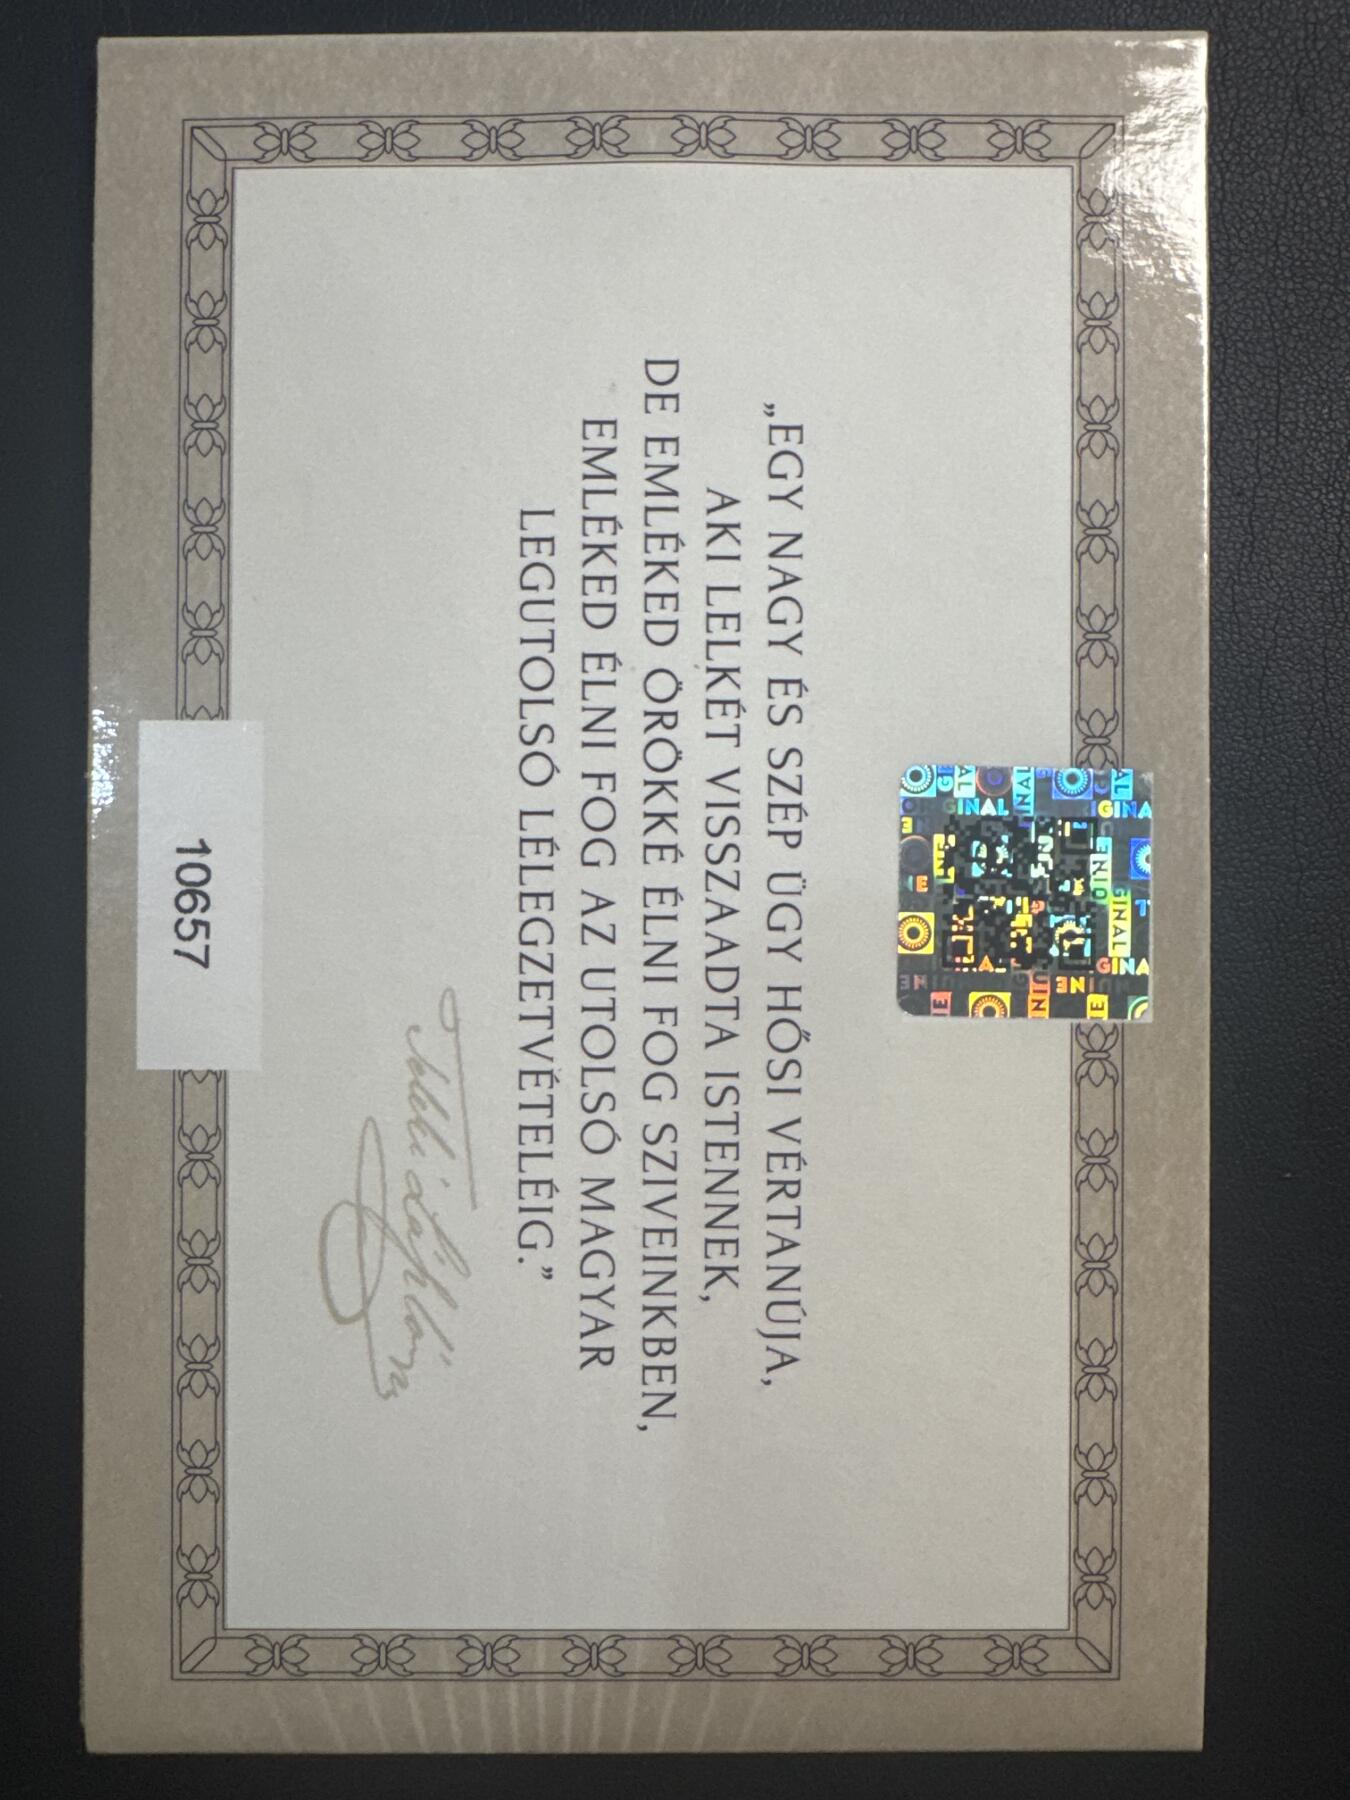 „EGY NAGY ÉS SZÉP ÜGY HŐSI VÉRTANÚJA,
AKI LELKÉT VISSZAADTA ISTENNEK,
DE EMLÉKED ÖRÖKKÉ ÉLNI FOG SZIVEINKBEN,
EMLÉKED ÉLNI FOG AZ UTOLSÓ MAGYAR
LEGUTOLSÓ LÉLEGZETVÉTELÉIG.”
10657